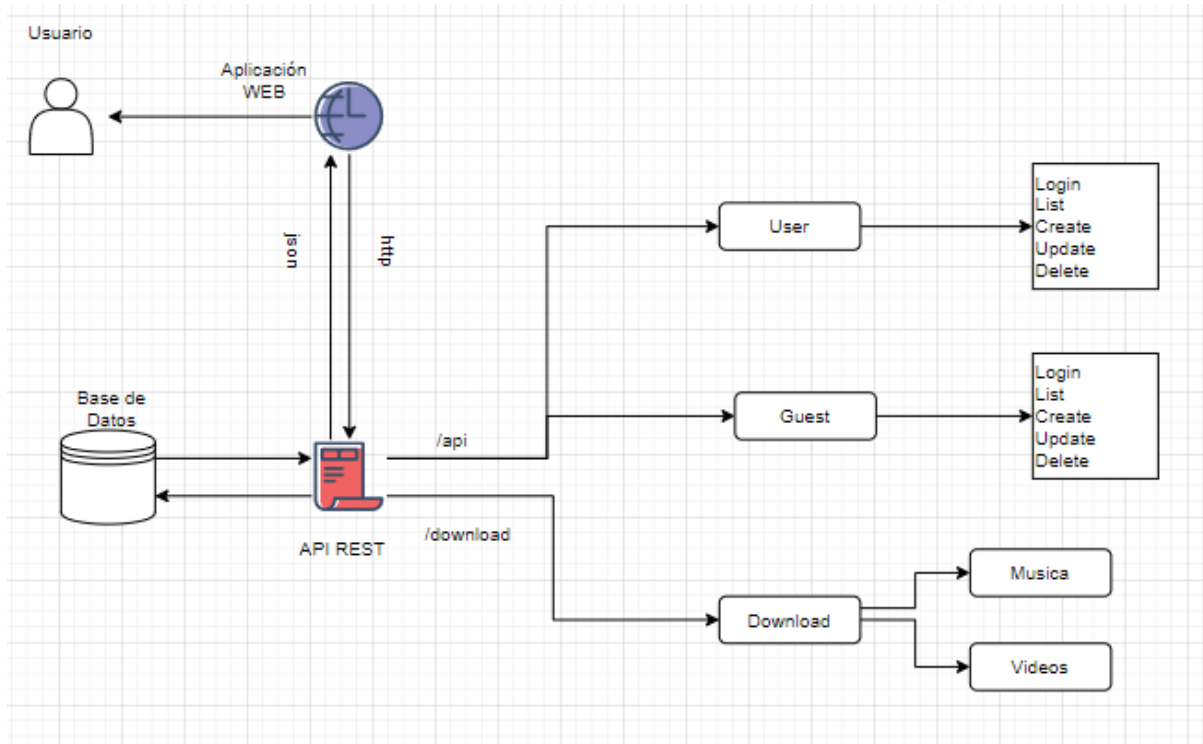 Usuario
Aplicación
WEB
json
http
User
Login
List
Create
Update
Delete
Base de
Datos
/api
Guest
Login
List
Create
Update
Delete
API REST
/download
Download
Musica
Videos